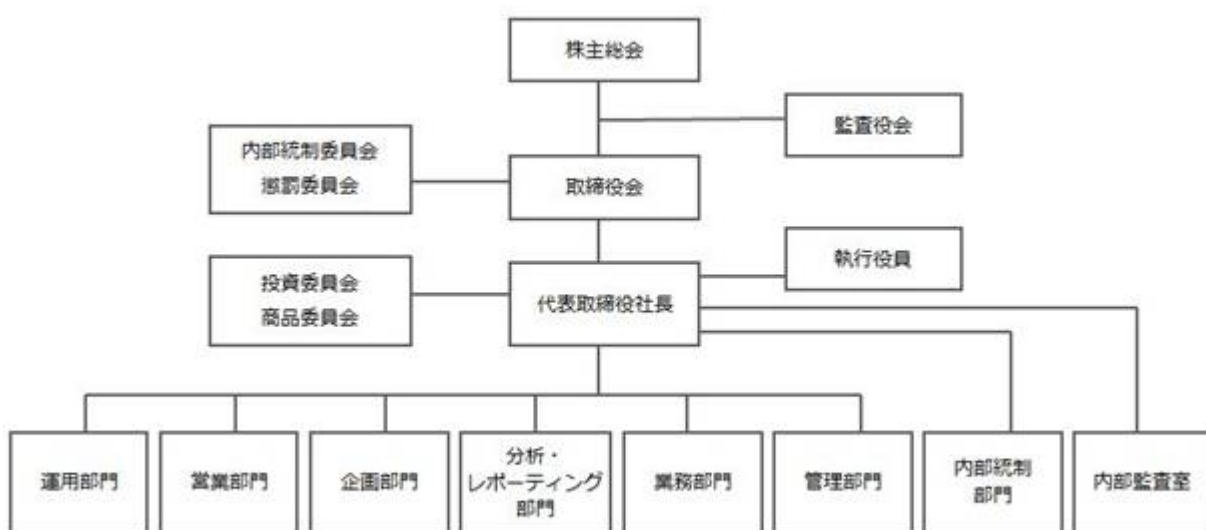 株主総会
監査役会
内部統制委員会
懲罰委員会
取締役会
執行役員
投資委員会
商品委員会
代表取締役社長
運用部門
営業部門
企画部門
分析・
レポーティング
部門
業務部門
管理部門
内部統制
部門
内部監査室